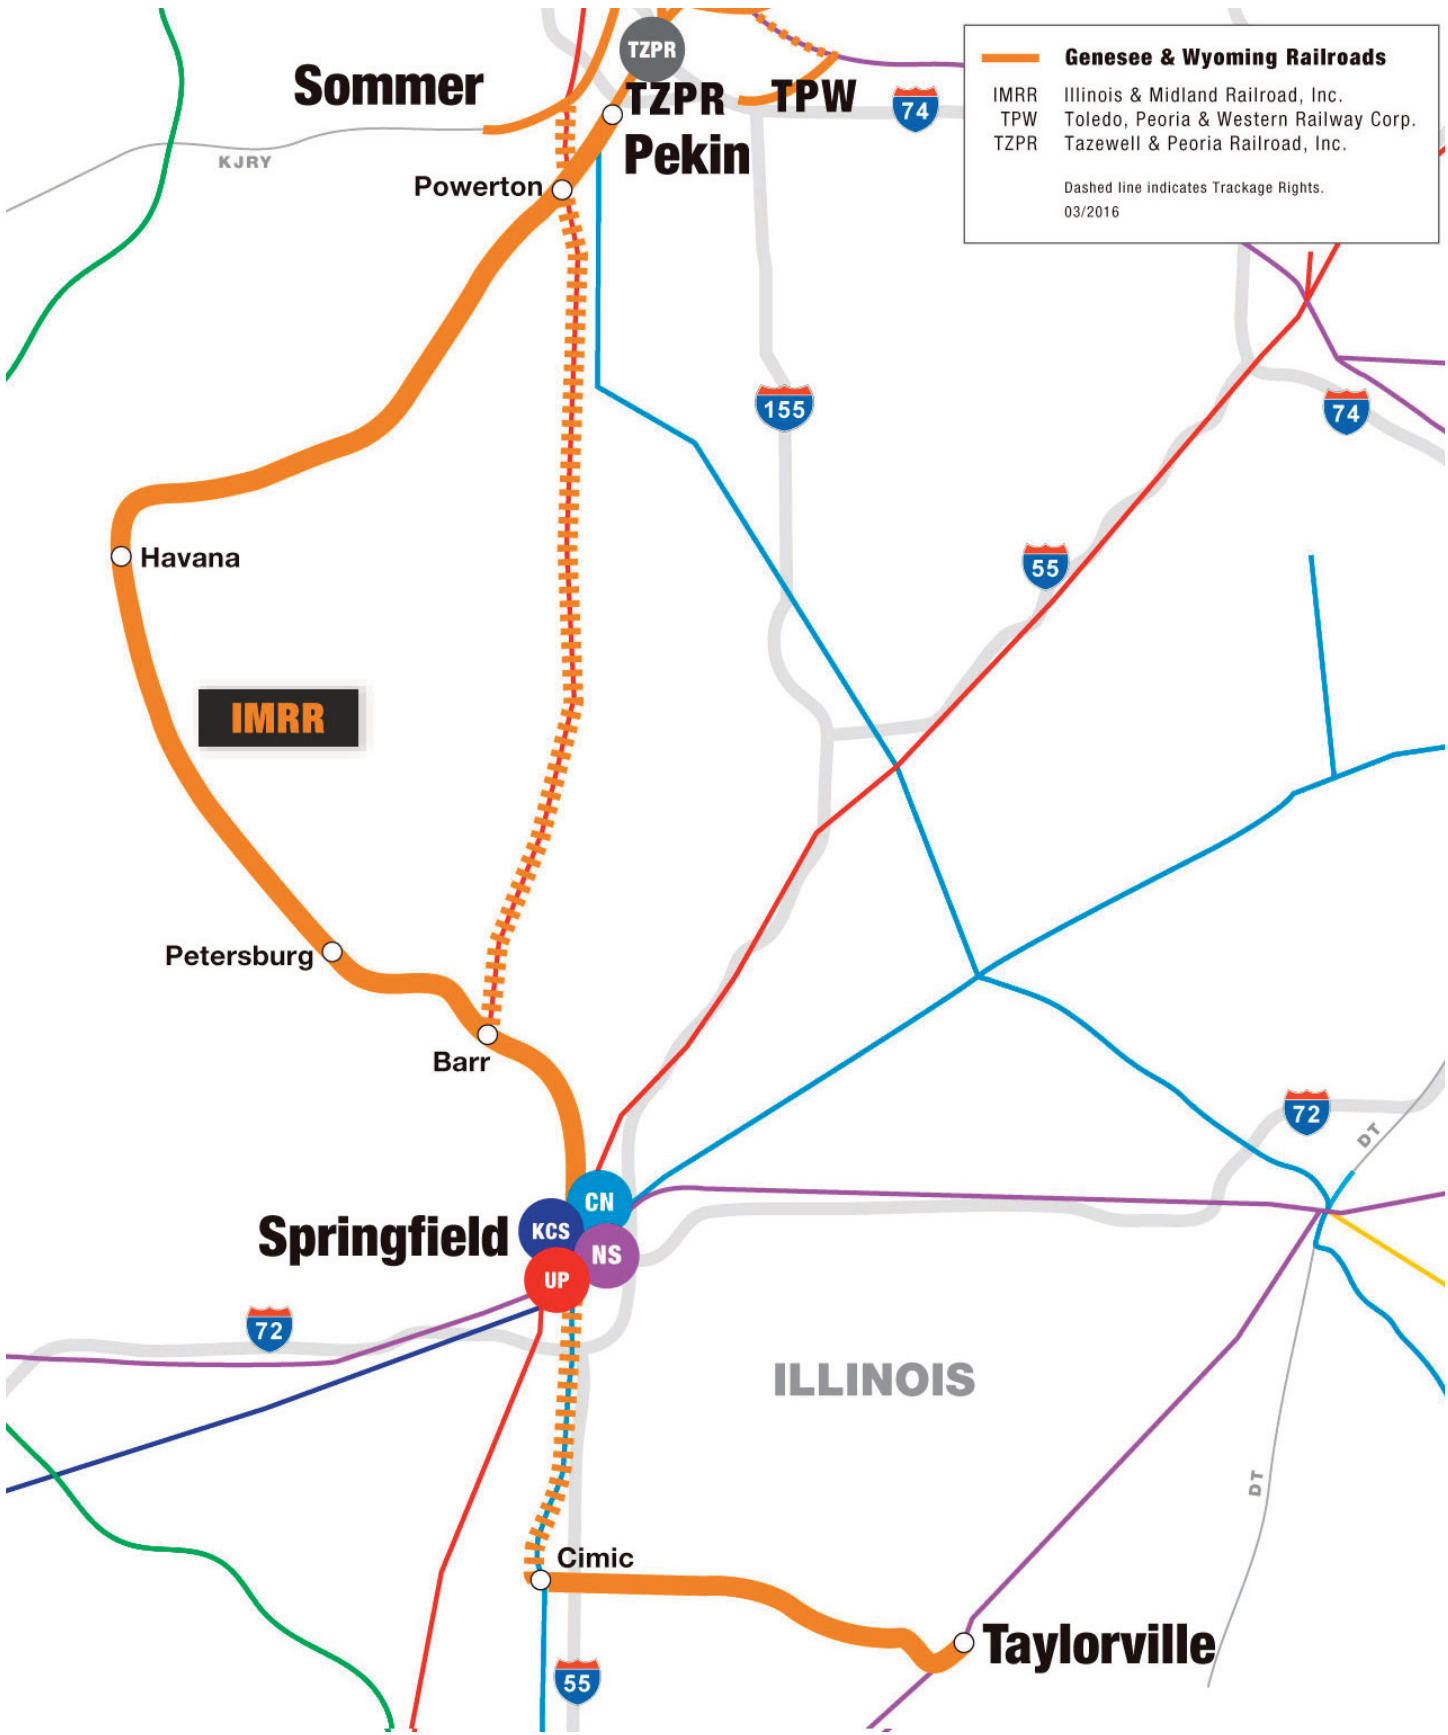 TZPR
Sommer
TZPR
TPW
Pekin
KJRY
Powerton
74
Genesee & Wyoming Railroads
IMRR Illinois & Midland Railroad, Inc.
TPW Toledo, Peoria & Western Railway Corp.
TZPR Tazewell & Peoria Railroad, Inc.
Dashed line indicates Trackage Rights.
03/2016
155
74
Havana
55
IMRR
Petersburg
Barr
72
DT
CN
KCS
Springfield
NS
UP
72
ILLINOIS
DT
Cimic
Taylorville
55